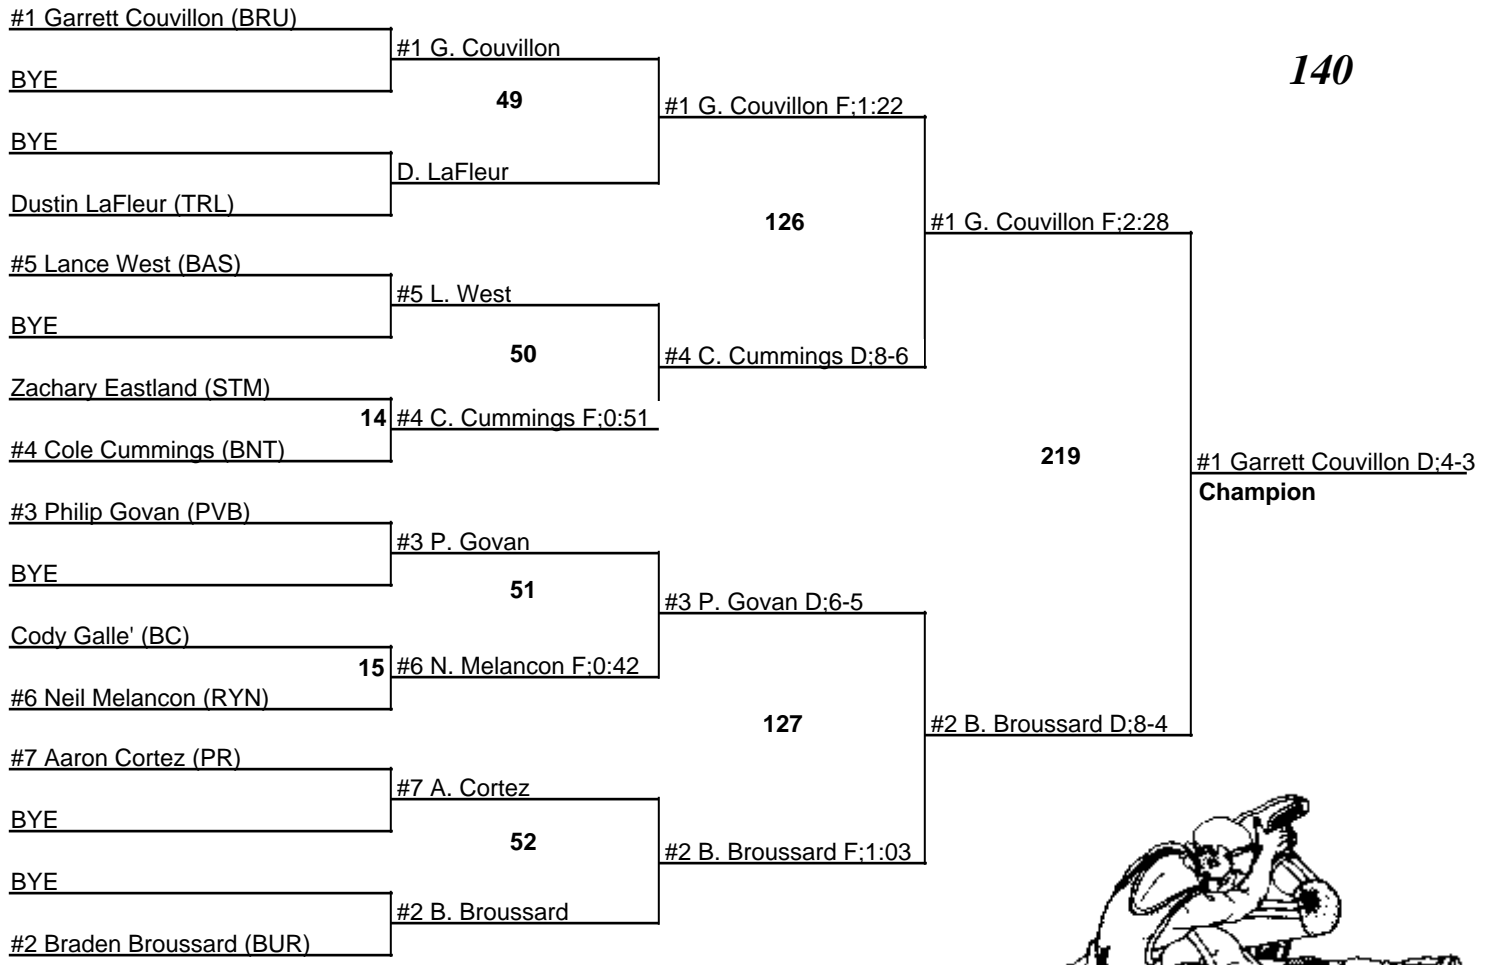 #1 Garrett Couvillon (BRU)
BYE
BYE
Dustin LaFleur (TRL)
#5 Lance West (BAS)
BYE
Zachary Eastland (STM)
#4 Cole Cummings (BNT)
#3 Philip Govan (PVB)
BYE
Cody Galle' (BC)
#6 Neil Melancon (RYN)
#7 Aaron Cortez (PR)
BYE
BYE
#2 Braden Broussard (BUR)
14
15
#1 G. Couvillon
49
D. LaFleur
#5 L. West
50
#4 C. Cummings F;0:51
#3 P. Govan
51
#6 N. Melancon F;0:42
#7 A. Cortez
52
#2 B. Broussard
#1 G. Couvillon F;1:22
126
#4 C. Cummings D;8-6
#3 P. Govan D;6-5
127
#2 B. Broussard F;1:03
#1 G. Couvillon F;2:28
219
#2 B. Broussard D;8-4
140
#1 Garrett Couvillon D;4-3
Champion